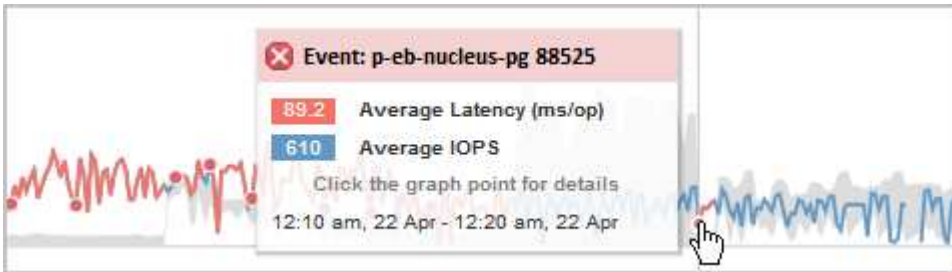 Event: p-eb-nucleus-pg 88525
89.2 Average Latency (ms/op)
610 Average IOPS
Click the graph point for details
12:10 am, 22 Apr - 12:20 am, 22 Apr